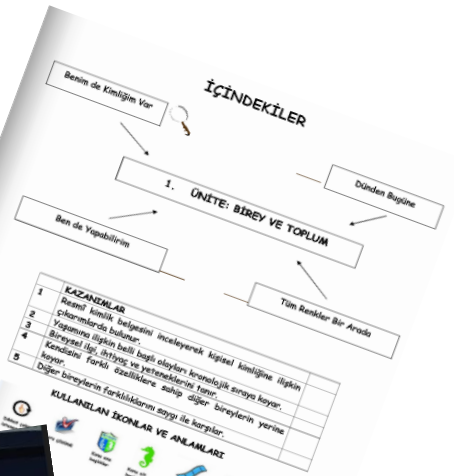 İÇİNDEKİLER
Benim de Kimliğim Var
Dünden Bugüne
1. ÜNİTE: BİREY VE TOPLUM
Ben de Yapabilirim
Tüm Renkler Bir Arada
KAZANIMLAR
1 Resmî kimlik belgesini inceleyerek kişisel kimliğine ilişkin
çıkarımlarda bulunur.
2 Yaşamına ilişkin belli başlı olayları kronolojik sıraya koyar.
3 Bireysel ilgi, ihtiyaç ve yeteneklerini tanır.
4 Kendisini farklı özelliklere sahip diğer bireylerin yerine
koyar.
5 Diğer bireylerin farklılıklarını saygı ile karşılar.
KULLANILAN İKONLAR VE ANLAMLARI